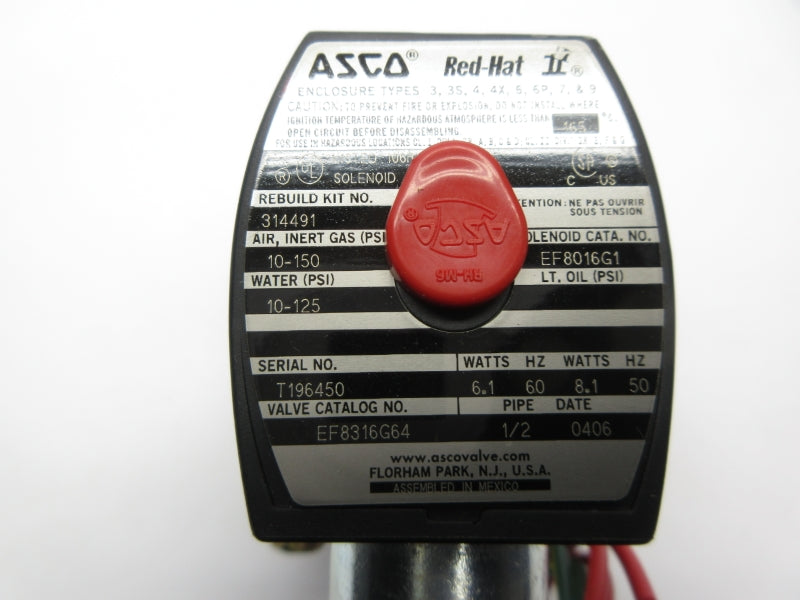 ASCO® Red-Hat II®
ENCLOSURE TYPES 3, 3S, 4, 4X, 6, 6P, 7, & 9
CAUTION: TO PREVENT FIRE OR EXPLOSION, DO NOT INSTALL WHERE
IGNITION TEMPERATURE OF HAZARDOUS ATMOSPHERE IS LESS THAN 165 °C.
OPEN CIRCUIT BEFORE DISASSEMBLING
FOR USE IN HAZARDOUS LOCATIONS
® UL
SOLENOID C US
REBUILD KIT NO. ATTENTION: NE PAS OUVRIR
SOUS TENSION
314491
AIR, INERT GAS (PSI SOLENOID CATA. NO.
10-150 EF8016G1
WATER (PSI) LT. OIL (PSI)
10-125
ASCO®
RH-M6
SERIAL NO. WATTS HZ WATTS HZ
T196450 6.1 60 8.1 50
VALVE CATALOG NO. PIPE DATE
EF8316G64 1/2 0406
www.ascovalve.com
FLORHAM PARK, N.J., U.S.A.
ASSEMBLED IN MEXICO